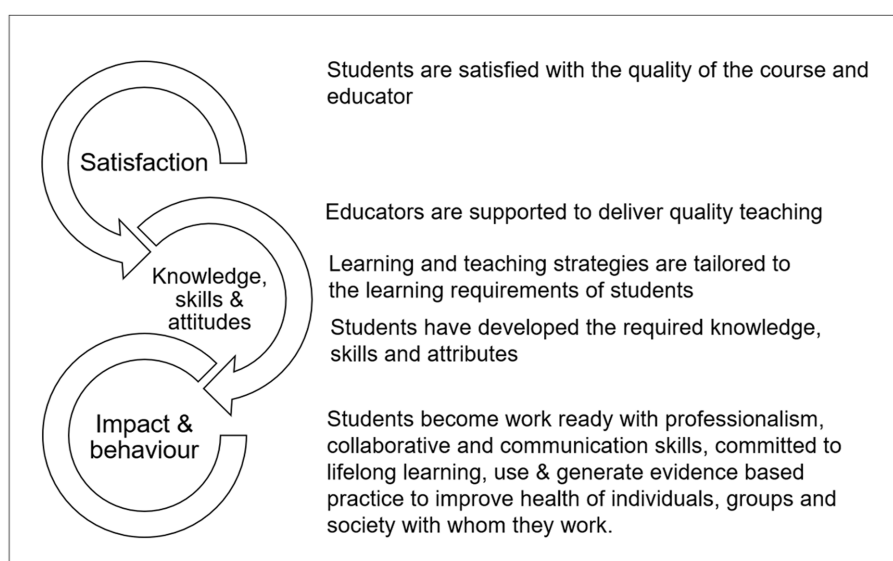 Students are satisfied with the quality of the course and
educator
Satisfaction
Educators are supported to deliver quality teaching
Learning and teaching strategies are tailored to
the learning requirements of students
Knowledge,
skills &
attitudes
Students have developed the required knowledge,
skills and attributes
Impact &
behaviour
Students become work ready with professionalism,
collaborative and communication skills, committed to
lifelong learning, use & generate evidence based
practice to improve health of individuals, groups and
society with whom they work.